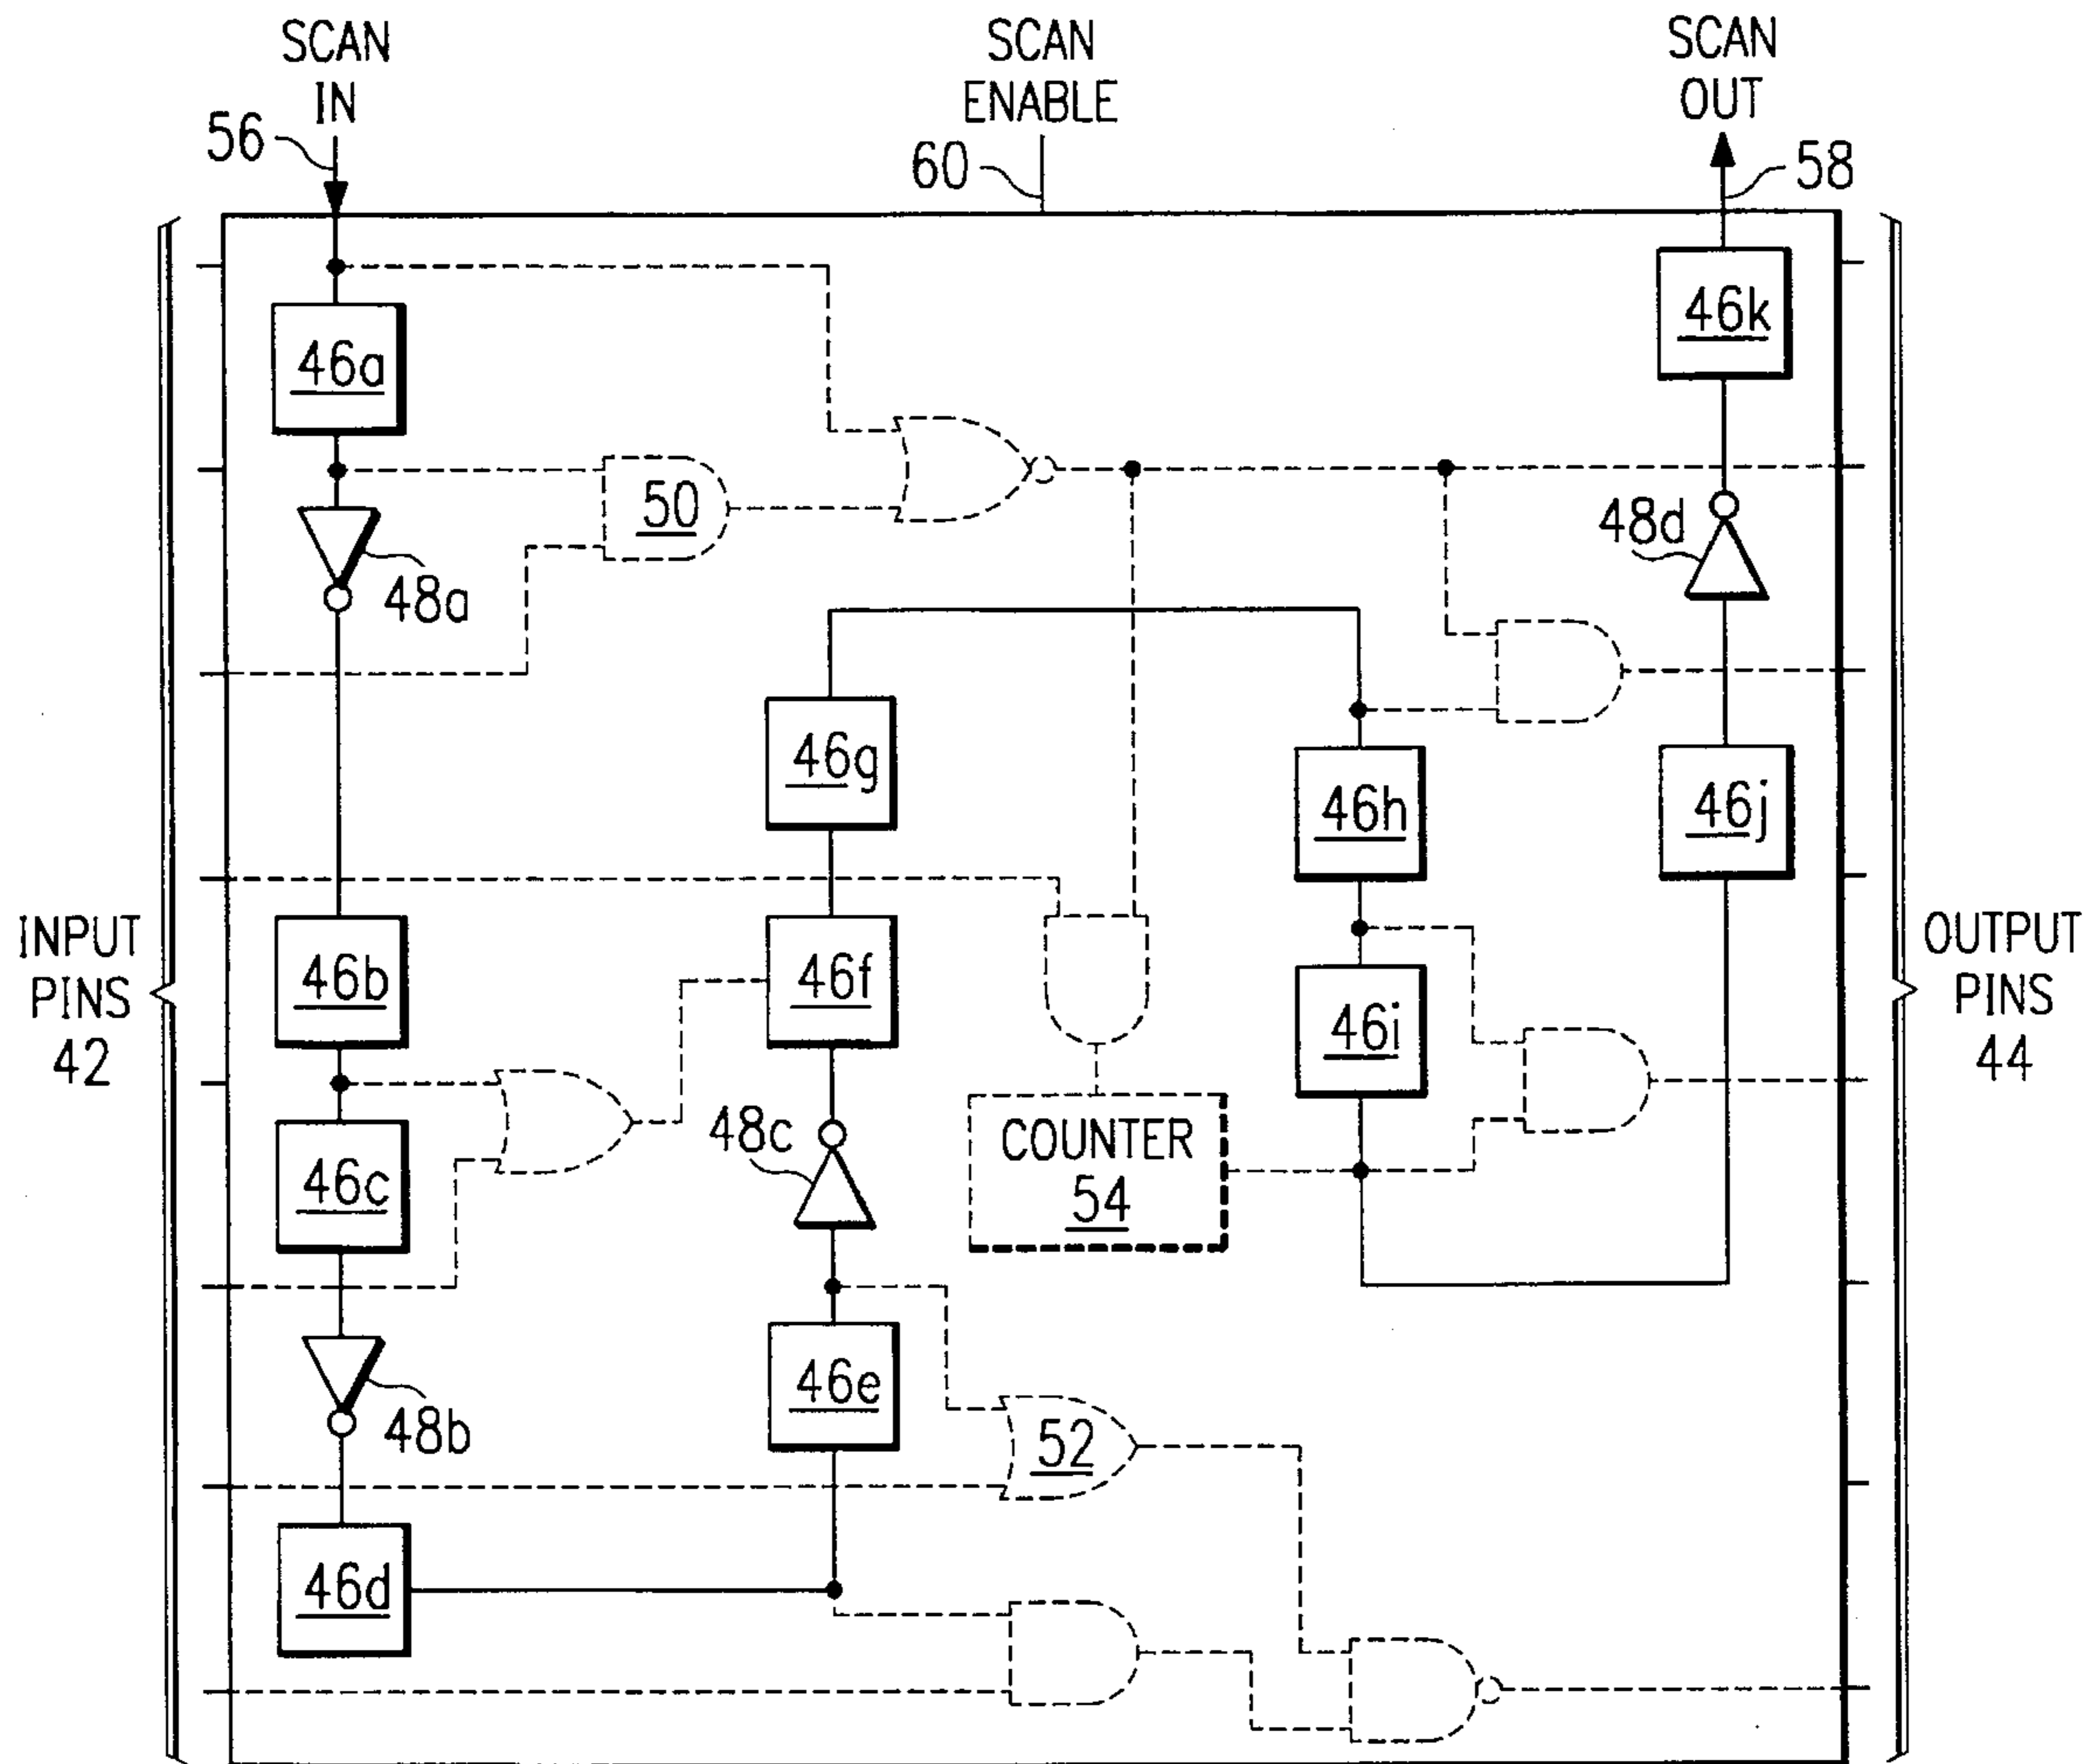 SCAN
IN
SCAN
ENABLE
SCAN
OUT
56
60
58
46a
46k
50
48a
48d
46g
46h
46j
INPUT
PINS
42
46b
46f
46i
OUTPUT
PINS
44
46c
48c
COUNTER
54
46e
48b
52
46d